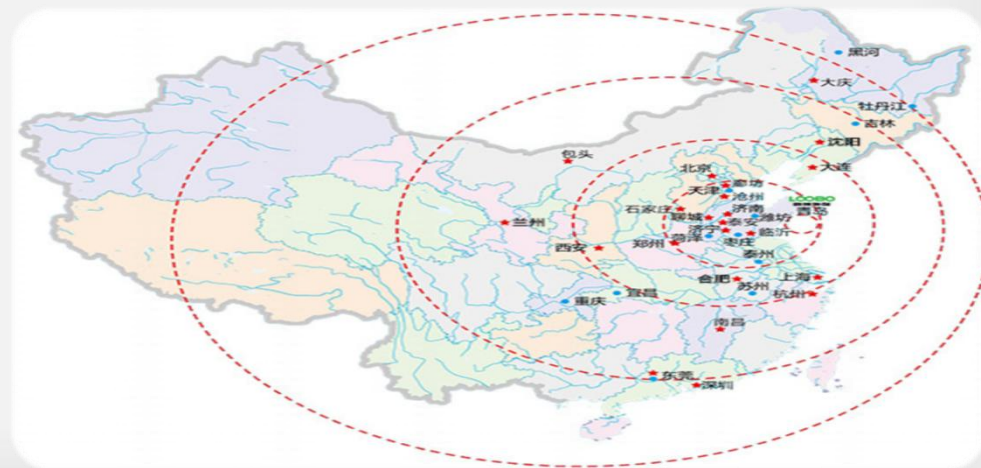 黑河
大庆
牡丹江
吉林
沈阳
大连
包头
北京
廊坊
天津
沧州
LCOBO
青岛
石家庄
济南
聊城
潍坊
泰安
兰州
济宁
临沂
菏泽
枣庄
郑州
西安
泰州
合肥
上海
苏州
杭州
宜昌
重庆
南昌
东莞
深圳